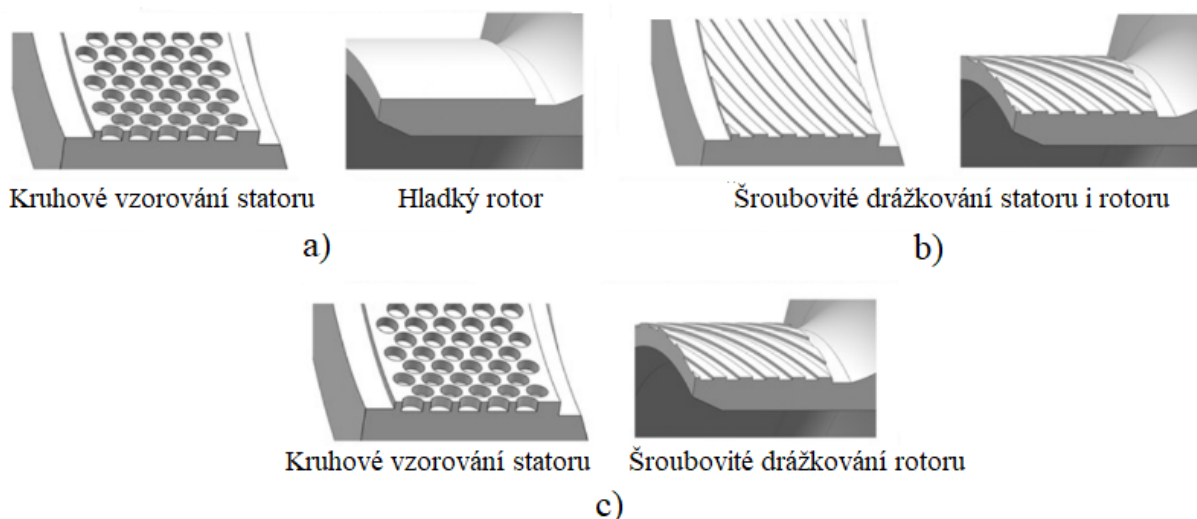 Kruhové vzorování statoru
Hladký rotor
a)
Šroubovité drážkování statoru i rotoru
b)
Kruhové vzorování statoru
Šroubovité drážkování rotoru
c)